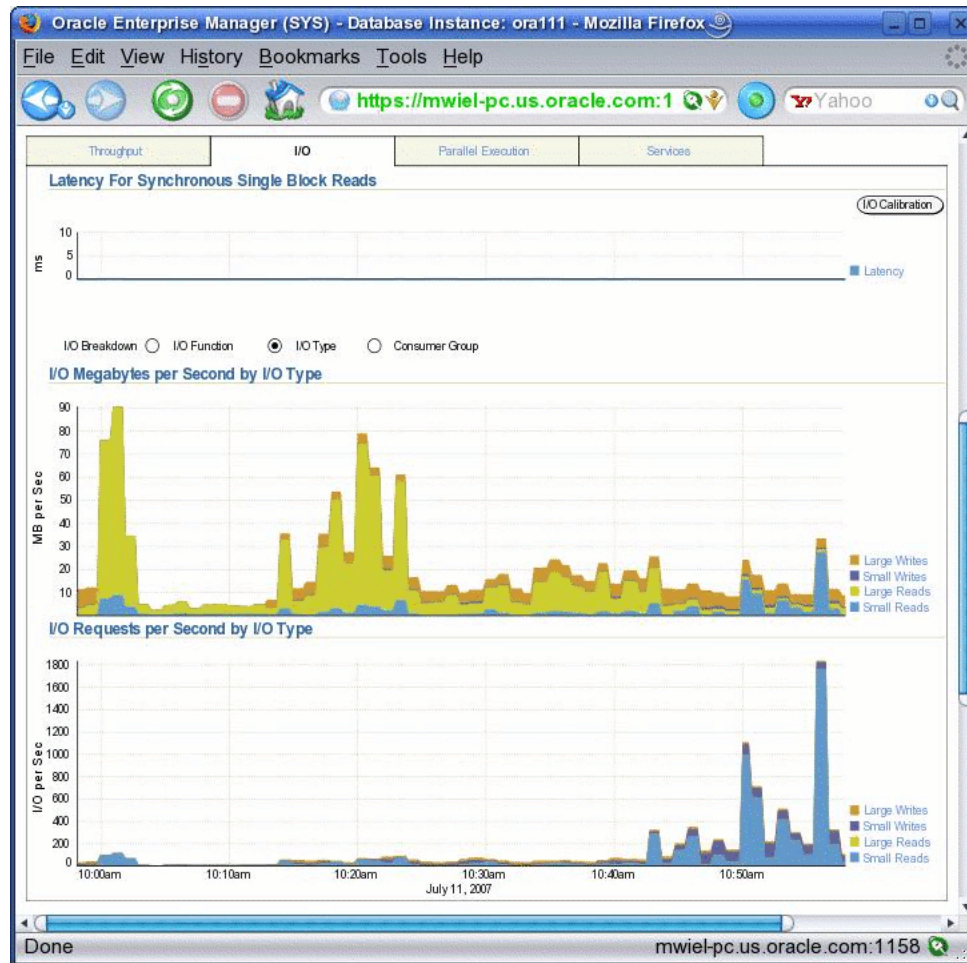 Oracle Enterprise Manager (SYS) - Database Instance: ora111 - Mozilla Firefox
File Edit View History Bookmarks Tools Help
https://mwiel-pc.us.oracle.com:1 Yahoo
Throughput I/O Parallel Execution Services
Latency For Synchronous Single Block Reads
I/O Calibration
10
5
0
ms
Latency
I/O Breakdown I/O Function I/O Type Consumer Group
I/O Megabytes per Second by I/O Type
90
80
70
60
50
40
30
20
10
MB per Sec
Large Writes
Small Writes
Large Reads
Small Reads
I/O Requests per Second by I/O Type
1800
1600
1400
1200
1000
800
600
400
200
0
I/O per Sec
Large Writes
Small Writes
Large Reads
Small Reads
10:00am 10:10am 10:20am 10:30am 10:40am 10:50am
July 11, 2007
Done mwiel-pc.us.oracle.com:1158